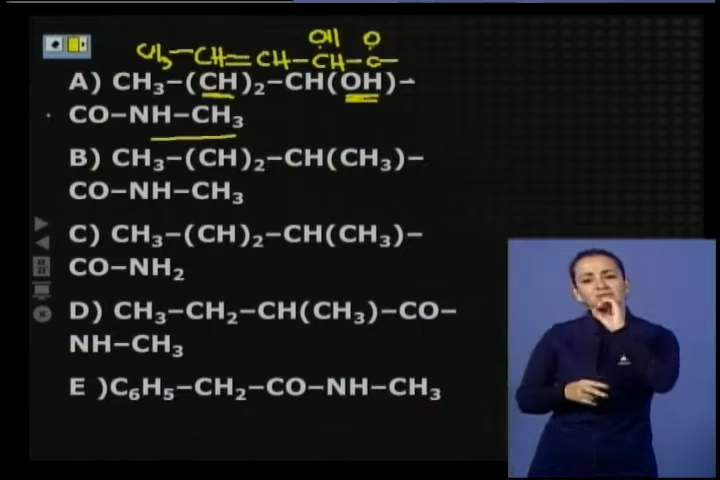 OH O
CH₃–CH=CH–CH–C–
A) CH₃–(CH)₂–CH(OH)–
CO–NH–CH₃
B) CH₃–(CH)₂–CH(CH₃)–
CO–NH–CH₃
C) CH₃–(CH)₂–CH(CH₃)–
CO–NH₂
D) CH₃–CH₂–CH(CH₃)–CO–
NH–CH₃
E )C₆H₅–CH₂–CO–NH–CH₃